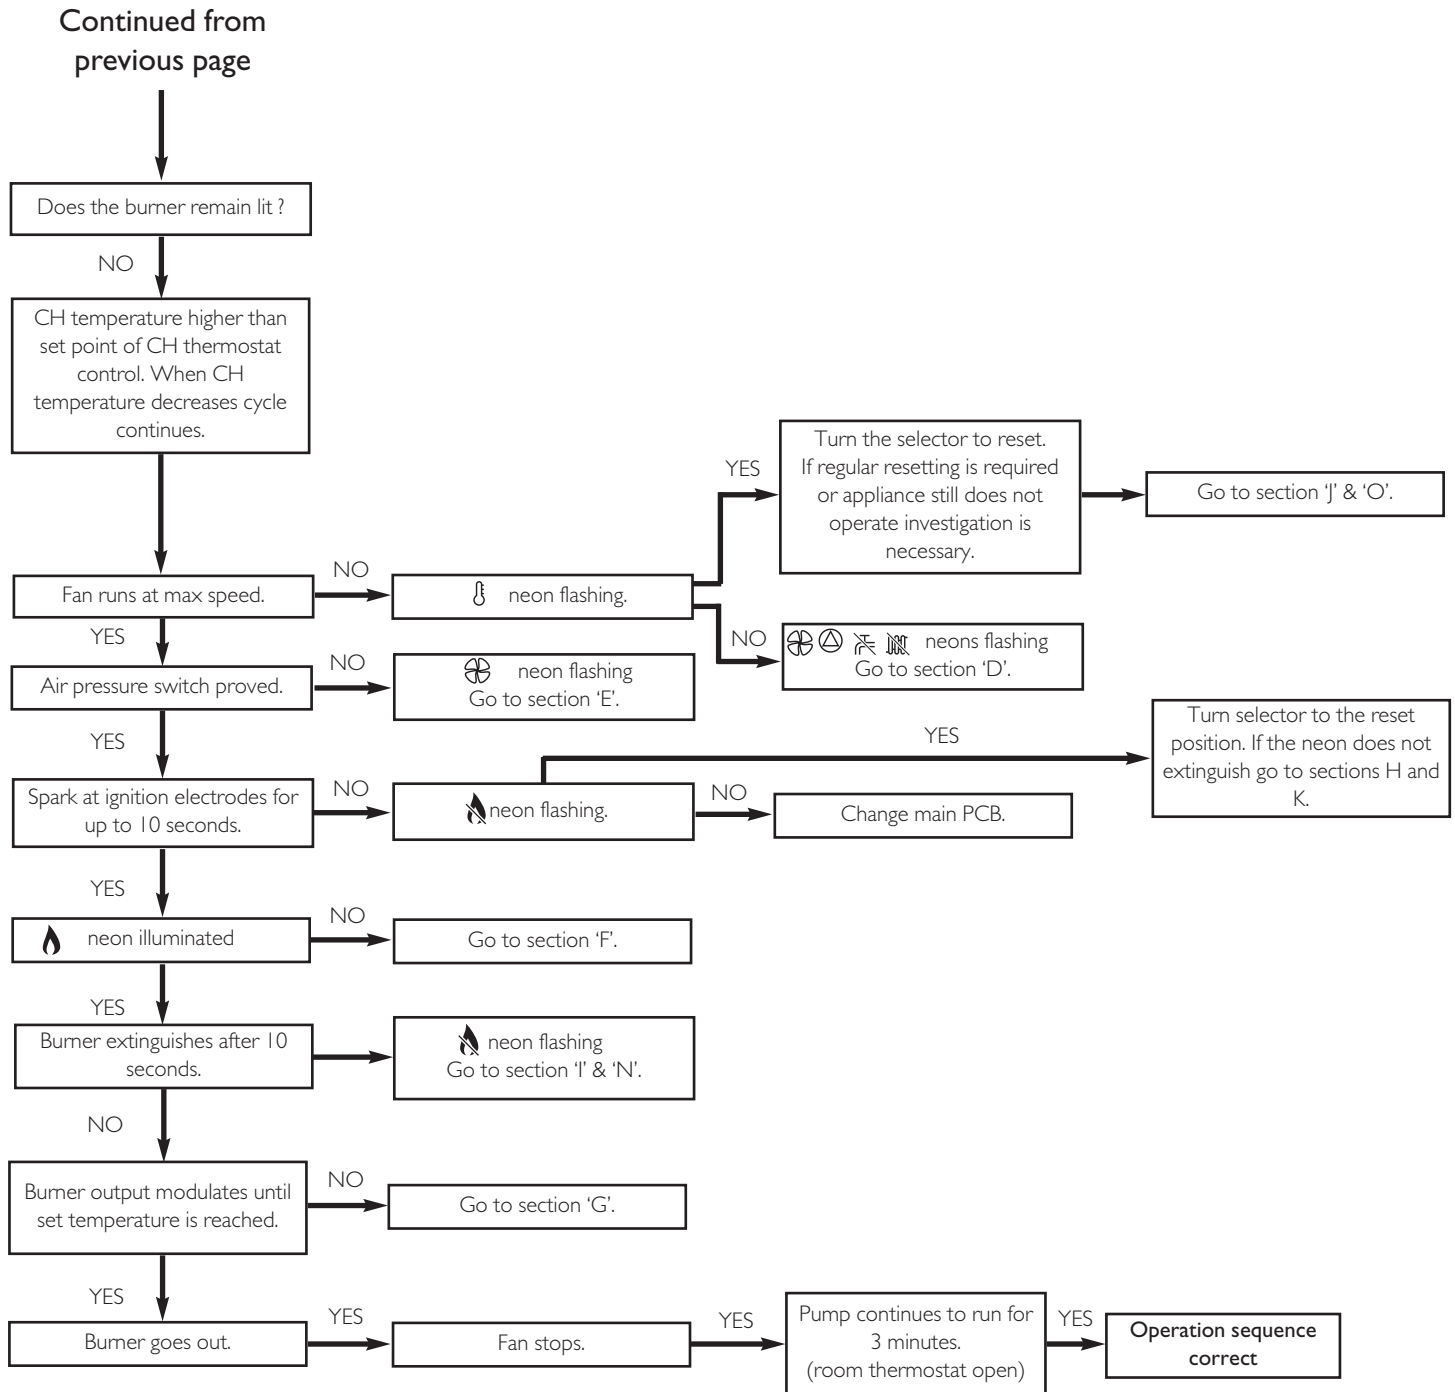 Continued from
previous page
Does the burner remain lit ?
NO
CH temperature higher than
set point of CH thermostat
control. When CH
temperature decreases cycle
continues.
Fan runs at max speed.
NO
neon flashing.
YES
Turn the selector to reset.
If regular resetting is required
or appliance still does not
operate investigation is
necessary.
Go to section ‘J’ & ‘O’.
NO
neons flashing
Go to section ‘D’.
YES
Air pressure switch proved.
NO
neon flashing
Go to section ‘E’.
YES
Spark at ignition electrodes for
up to 10 seconds.
NO
neon flashing.
YES
Turn selector to the reset
position. If the neon does not
extinguish go to sections H and
K.
NO
Change main PCB.
YES
neon illuminated
NO
Go to section ‘F’.
YES
Burner extinguishes after 10
seconds.
neon flashing
Go to section ‘I’ & ‘N’.
NO
Burner output modulates until
set temperature is reached.
NO
Go to section ‘G’.
YES
Burner goes out.
YES
Fan stops.
YES
Pump continues to run for
3 minutes.
(room thermostat open)
YES
Operation sequence
correct